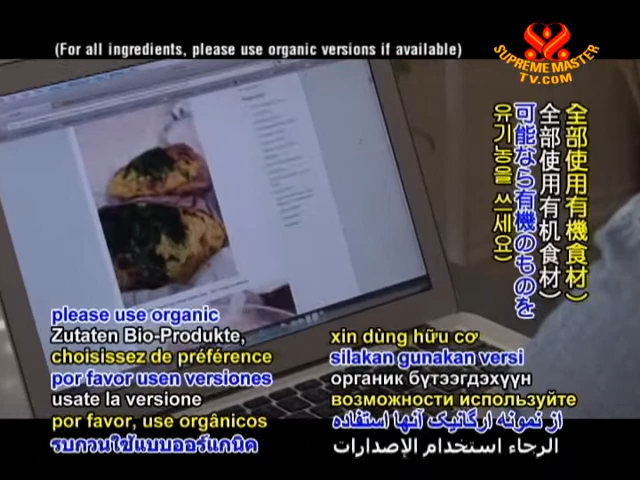 (For all ingredients, please use organic versions if available)
SUPREME MASTER
TV.COM
全部使用有機食材）
全部使用有机食材）
可能なら有機のものを
유기농을 쓰세요)
please use organic
Zutaten Bio-Produkte,
choisissez de préférence
por favor usen versiones
usate la versione
por favor, use orgânicos
รบกวนใช้แบบออร์แกนิค
xin dùng hữu cơ
silakan gunakan versi
органик бүтээгдэхүүн
возможности используйте
از نمونه ارگانیک آنها استفاده
الرجاء استخدام الإصدارات